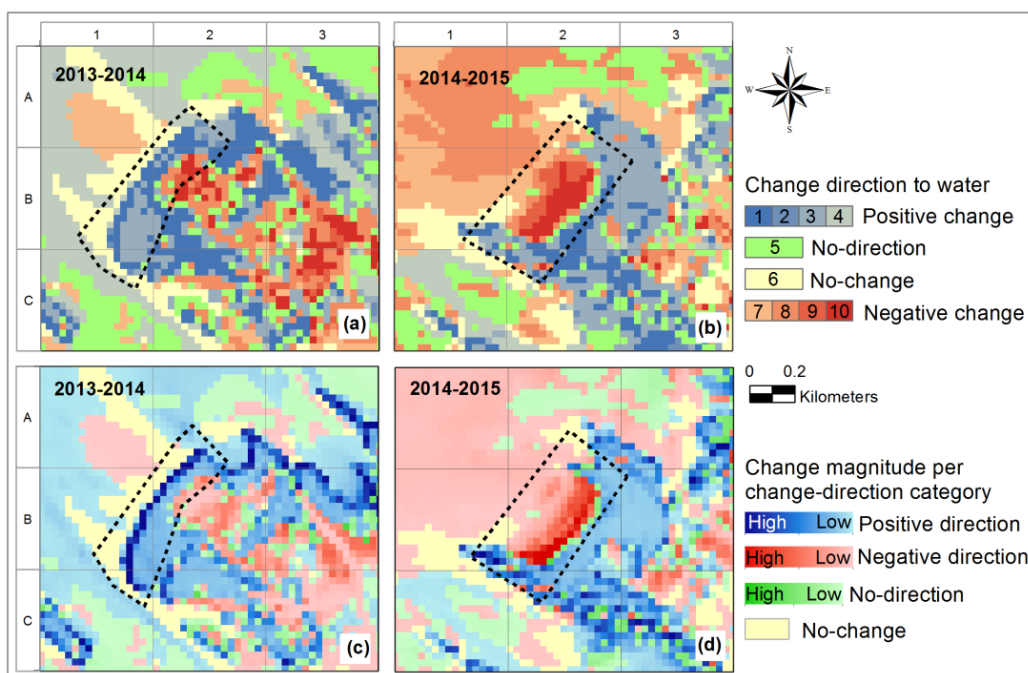 1 2 3
1 2 3
A
B
C
2013-2014
(a)
2014-2015
(b)
N
W E
S
Change direction to water
1 2 3 4 Positive change
5 No-direction
6 No-change
7 8 9 10 Negative change
0 0.2
Kilometers
A
B
C
2013-2014
(c)
2014-2015
(d)
Change magnitude per
change-direction category
High Low Positive direction
High Low Negative direction
High Low No-direction
No-change